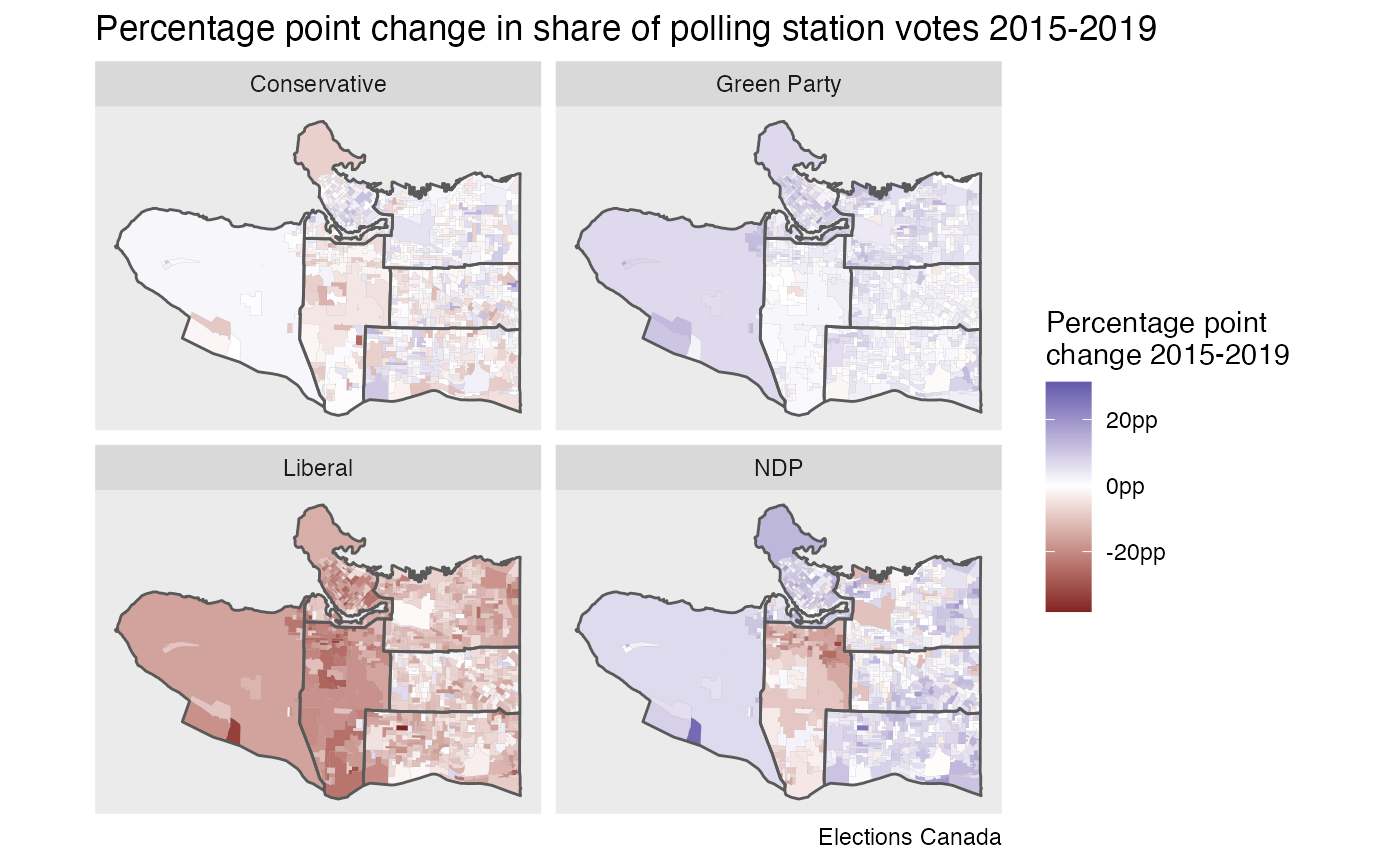 Percentage point change in share of polling station votes 2015-2019
Conservative
Green Party
Liberal
NDP
Percentage point
change 2015-2019
20pp
0pp
-20pp
Elections Canada